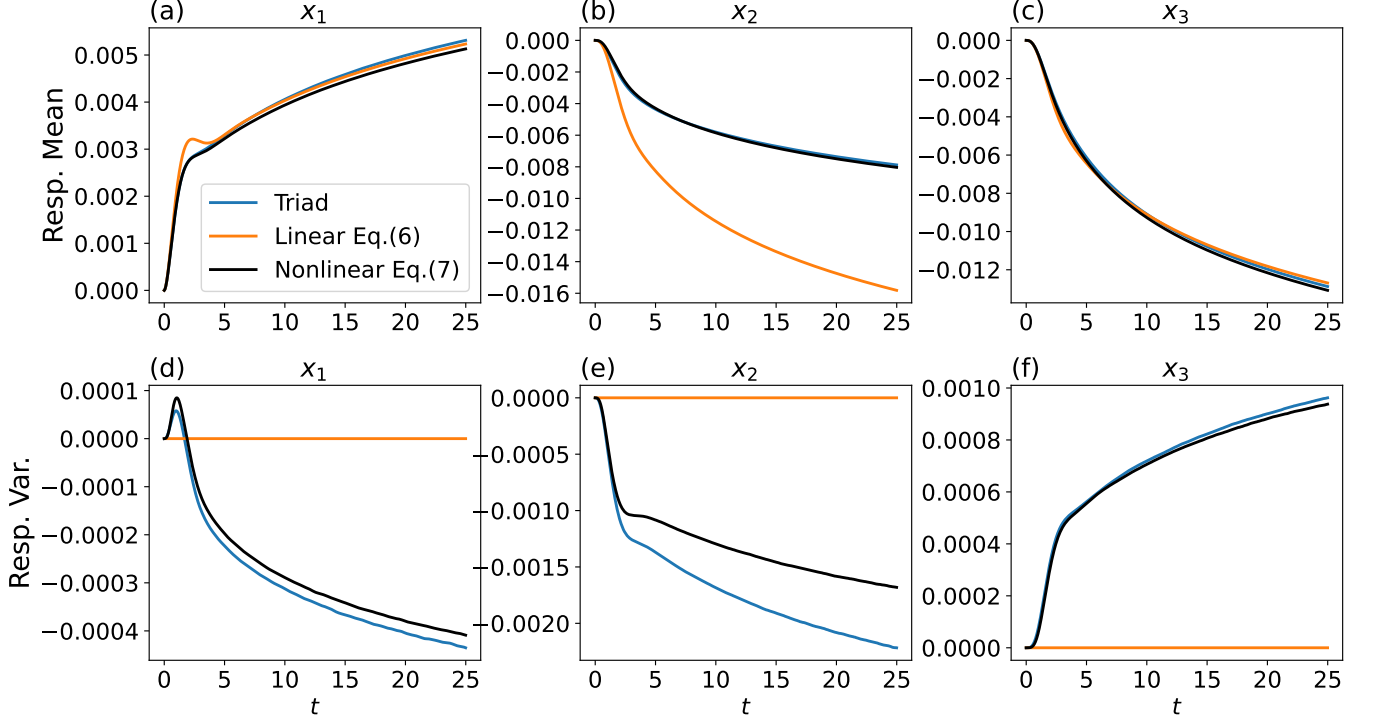 (a) x₁
(b) x₂
(c) x₃
Resp. Mean
0.005
0.004
0.003
0.002
0.001
0.000
0 5 10 15 20 25
Triad
Linear Eq.(6)
Nonlinear Eq.(7)
0.000
−0.002
−0.004
−0.006
−0.008
−0.010
−0.012
−0.014
−0.016
0 5 10 15 20 25
0.000
−0.002
−0.004
−0.006
−0.008
−0.010
−0.012
0 5 10 15 20 25
(d) x₁
(e) x₂
(f) x₃
Resp. Var.
0.0001
0.0000
−0.0001
−0.0002
−0.0003
−0.0004
0 5 10 15 20 25
t
0.0000
−0.0005
−0.0010
−0.0015
−0.0020
0 5 10 15 20 25
t
0.0010
0.0008
0.0006
0.0004
0.0002
0.0000
0 5 10 15 20 25
t